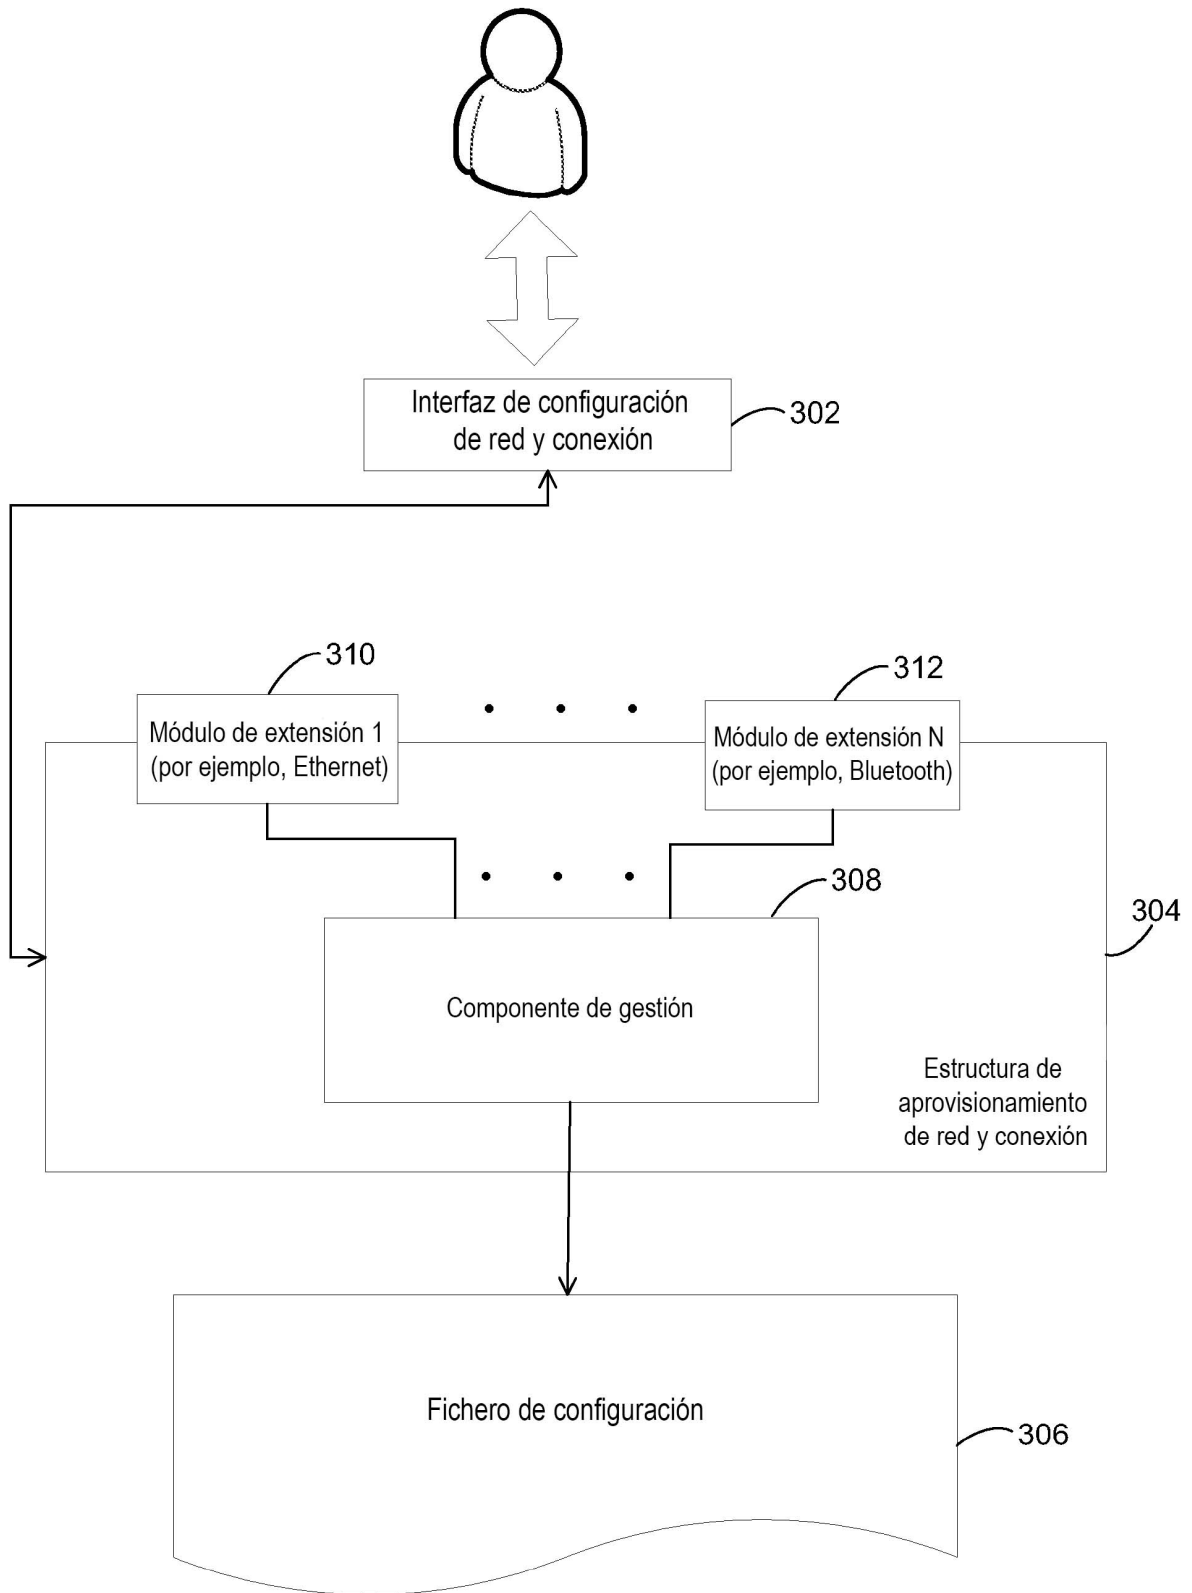 Interfaz de configuración
de red y conexión
302
310
312
Módulo de extensión 1
(por ejemplo, Ethernet)
Módulo de extensión N
(por ejemplo, Bluetooth)
308
304
Componente de gestión
Estructura de
aprovisionamiento
de red y conexión
Fichero de configuración
306